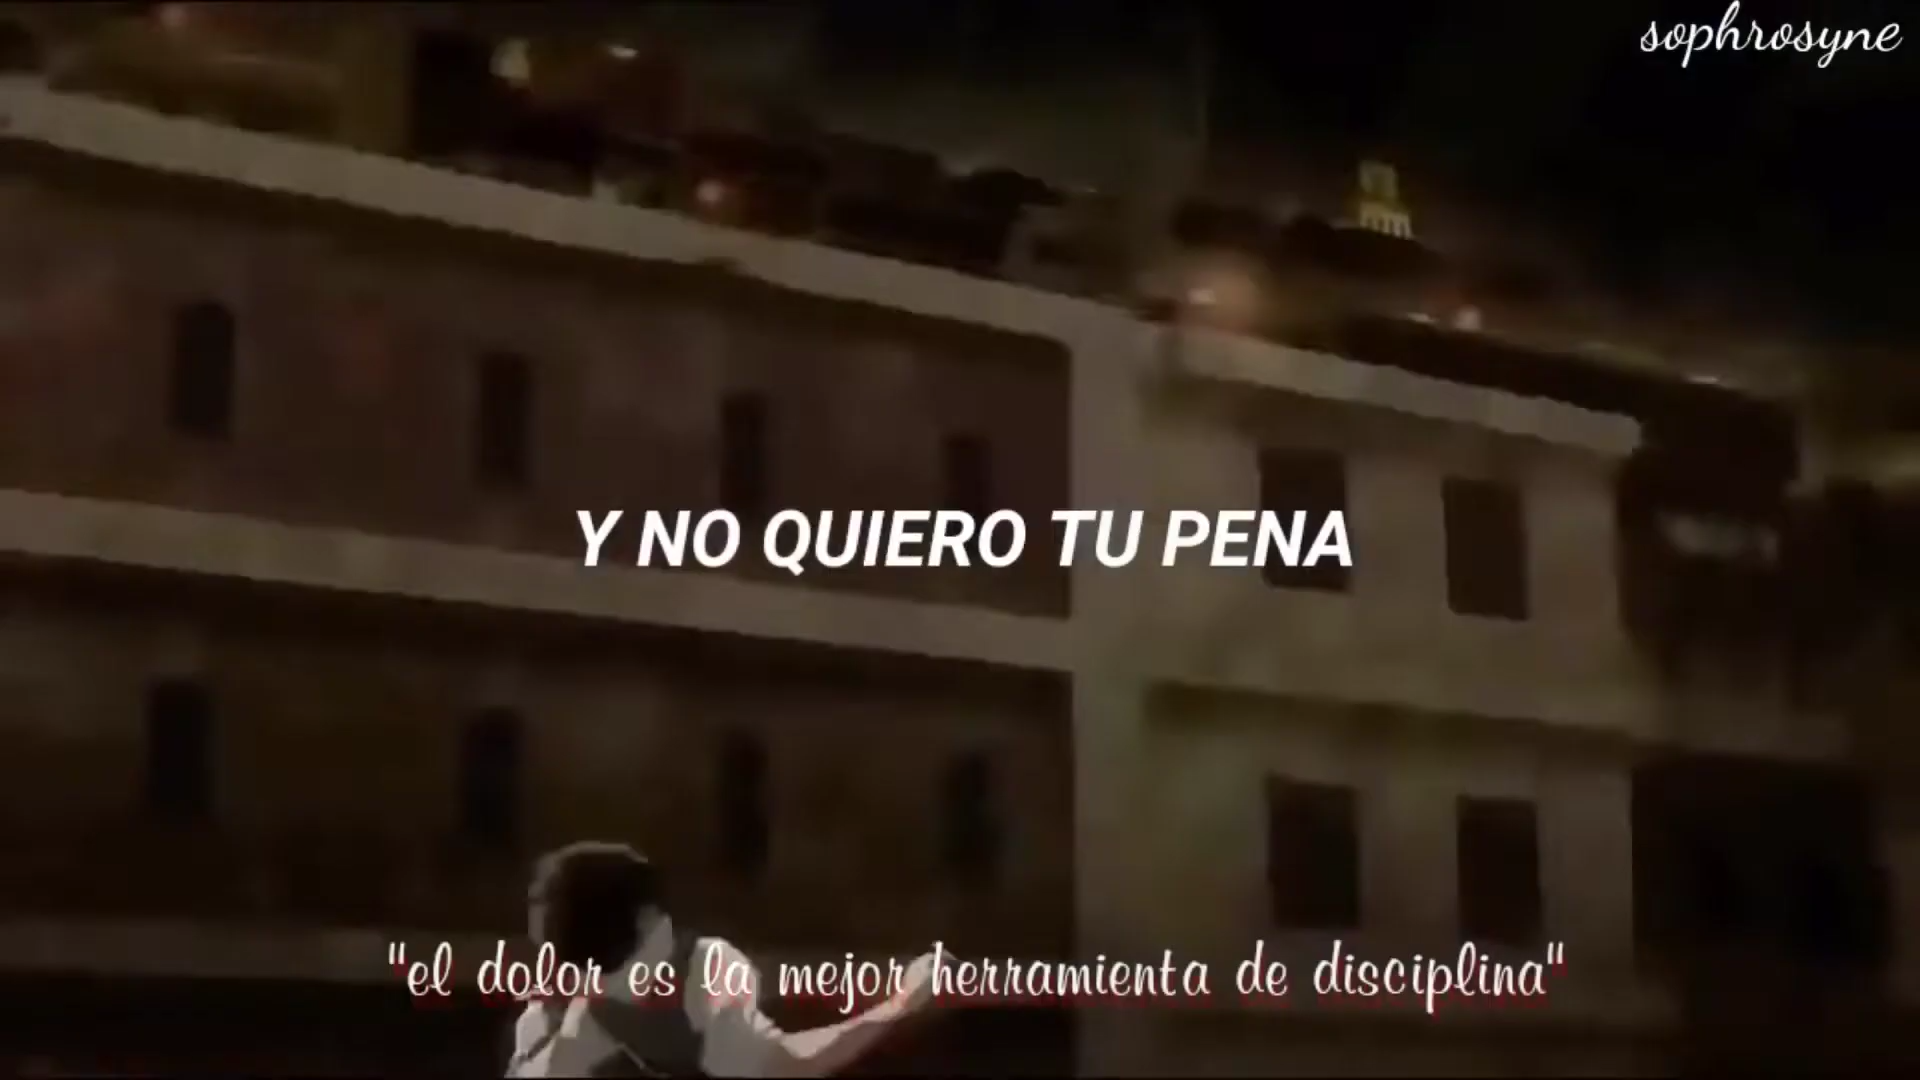 sophrosyne
Y NO QUIERO TU PENA
"el dolor es la mejor herramienta de disciplina"